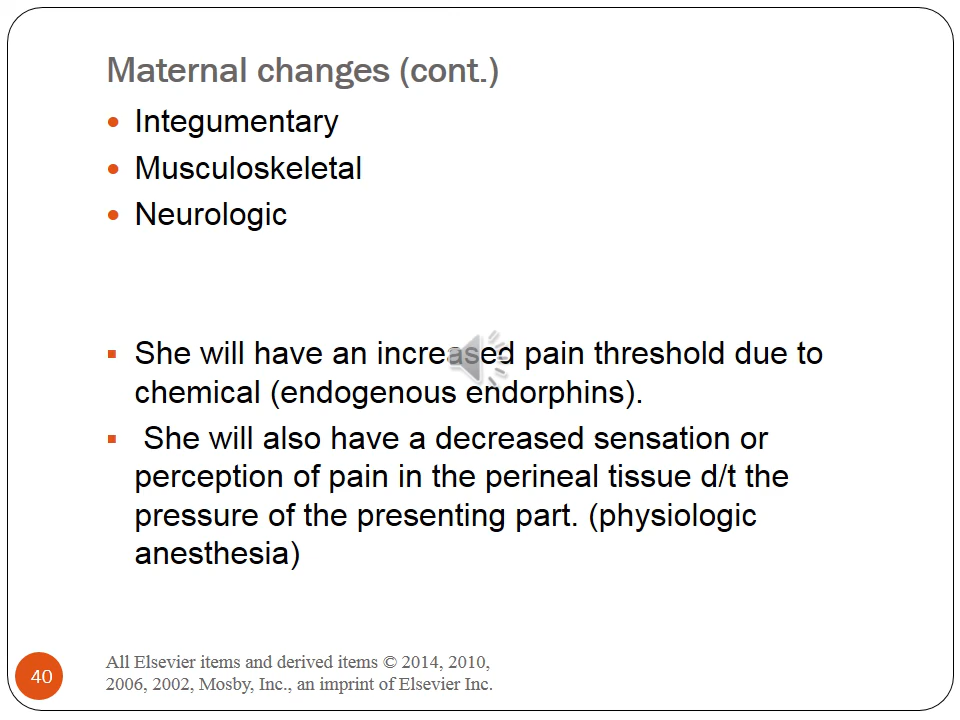 Maternal changes (cont.)
• Integumentary
• Musculoskeletal
• Neurologic
▪ She will have an increased pain threshold due to
chemical (endogenous endorphins).
▪ She will also have a decreased sensation or
perception of pain in the perineal tissue d/t the
pressure of the presenting part. (physiologic
anesthesia)
All Elsevier items and derived items © 2014, 2010,
2006, 2002, Mosby, Inc., an imprint of Elsevier Inc.
40